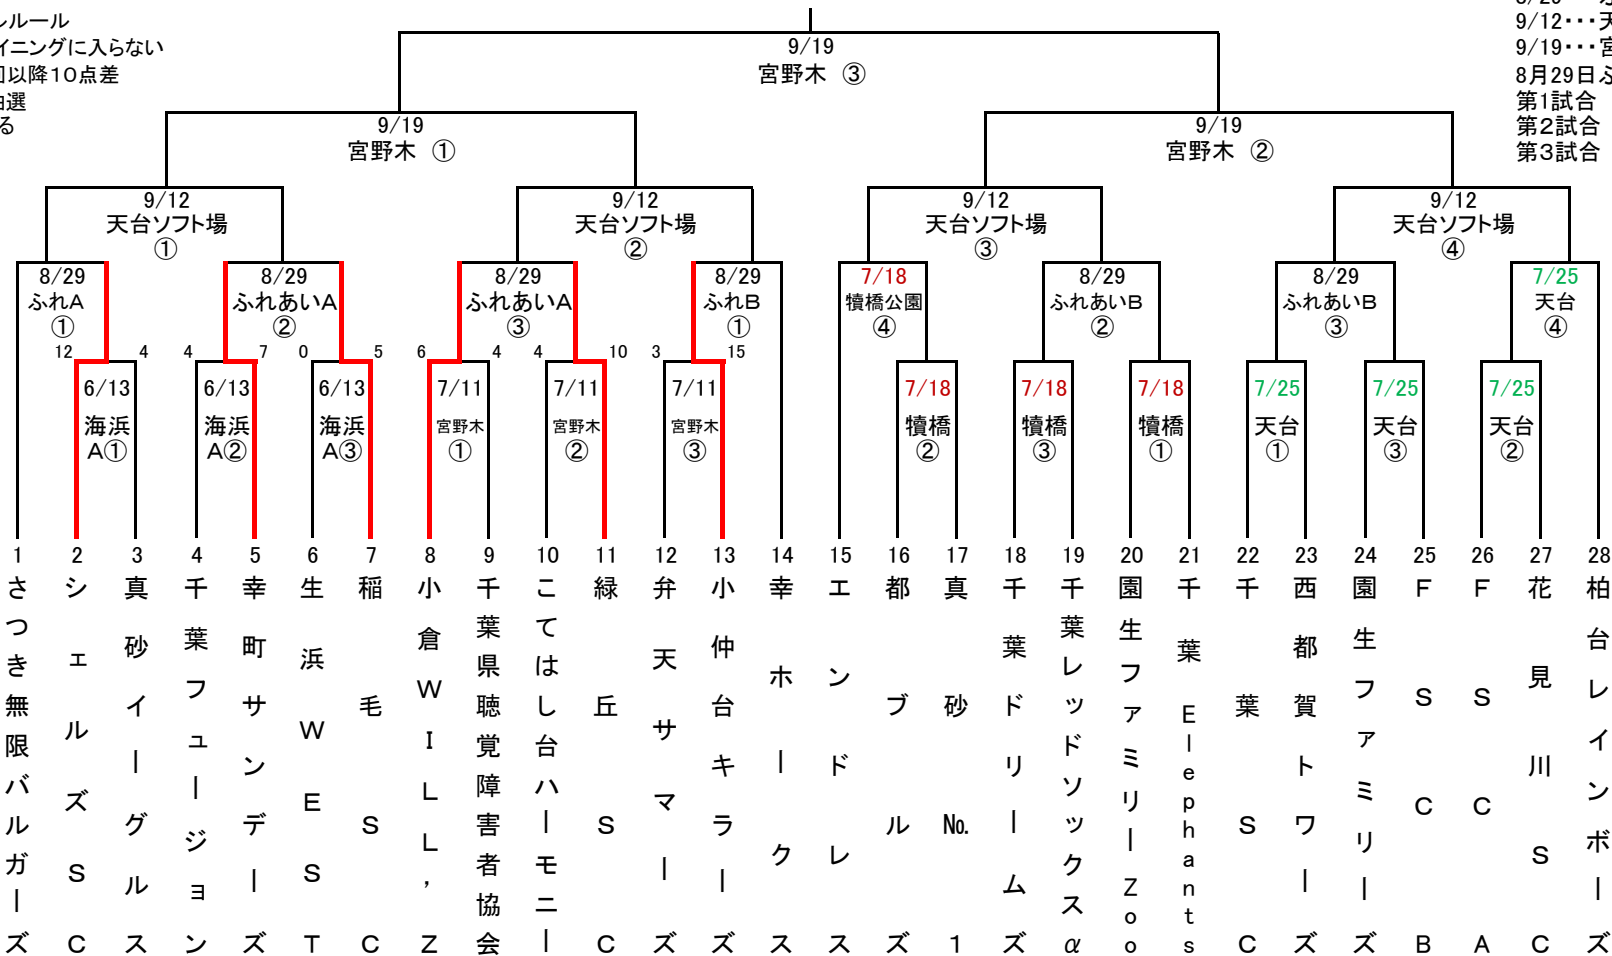 ルルール
イニングに入らない
回以降10点差
抽選
る
9/12・・・天
9/19・・・宮
8月29日ふ
第1試合
第2試合
第3試合
9/19
宮野木 ③
9/19
宮野木 ①
9/19
宮野木 ②
9/12
天台ソフト場
①
9/12
天台ソフト場
②
9/12
天台ソフト場
③
9/12
天台ソフト場
④
8/29
ふれA
①
8/29
ふれあいA
②
8/29
ふれあいA
③
8/29
ふれB
①
7/18
犢橋公園
④
8/29
ふれあいB
②
8/29
ふれあいB
③
7/25
天台
④
12 4 4 7 0 5 6 4 4 10 3 15
6/13
海浜
A①
6/13
海浜
A②
6/13
海浜
A③
7/11
宮野木
①
7/11
宮野木
②
7/11
宮野木
③
7/18
犢橋
②
7/18
犢橋
③
7/18
犢橋
①
7/25
天台
①
7/25
天台
③
7/25
天台
②
1 さつき無限バルガーズ
2 シェルズSC
3 真砂イーグルス
4 千葉フュージョン
5 幸町サンデーズ
6 生浜WEST
7 稲毛SC
8 小倉WILL,Z
9 千葉県聴覚障害者協会
10 こてはし台ハーモニー
11 緑丘SC
12 弁天サマーズ
13 小仲台キラーズ
14 幸ホークス
15 エンドレス
16 都ブルズ
17 真砂№1
18 千葉ドリームズ
19 千葉レッドソックスα
20 園生ファミリーZoo
21 千葉Elephants
22 千葉SC
23 西都賀トワーズ
24 園生ファミリーズ
25 FSCB
26 FSCA
27 花見川SC
28 柏台レインボーズ